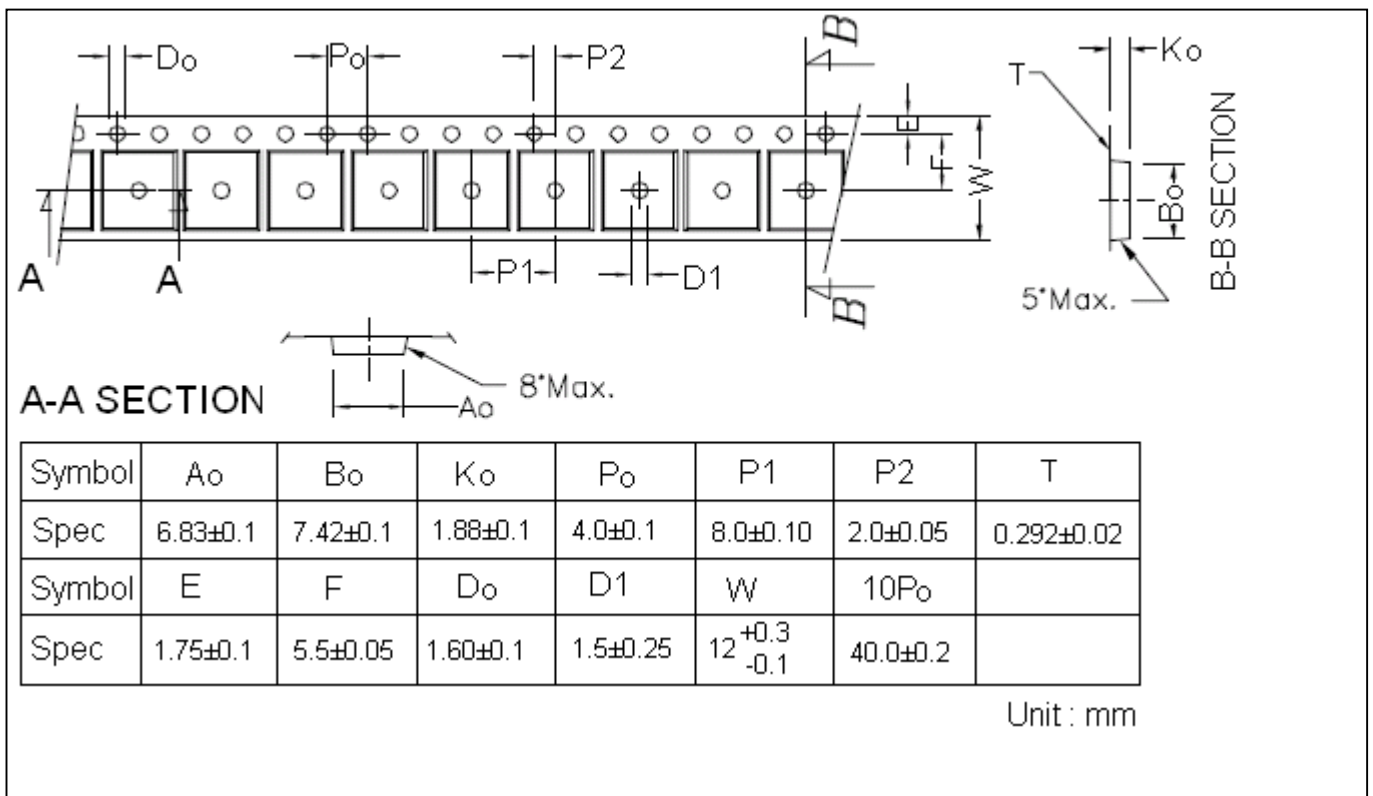 Do Po P2 B Ko
T
E F W Bo B-B SECTION
A A P1 D1 B 5°Max.
8°Max.
A-A SECTION Ao
Symbol Ao Bo Ko Po P1 P2 T
Spec 6.83±0.1 7.42±0.1 1.88±0.1 4.0±0.1 8.0±0.10 2.0±0.05 0.292±0.02
Symbol E F Do D1 W 10Po
Spec 1.75±0.1 5.5±0.05 1.60±0.1 1.5±0.25 12 +0.3 -0.1 40.0±0.2
Unit : mm